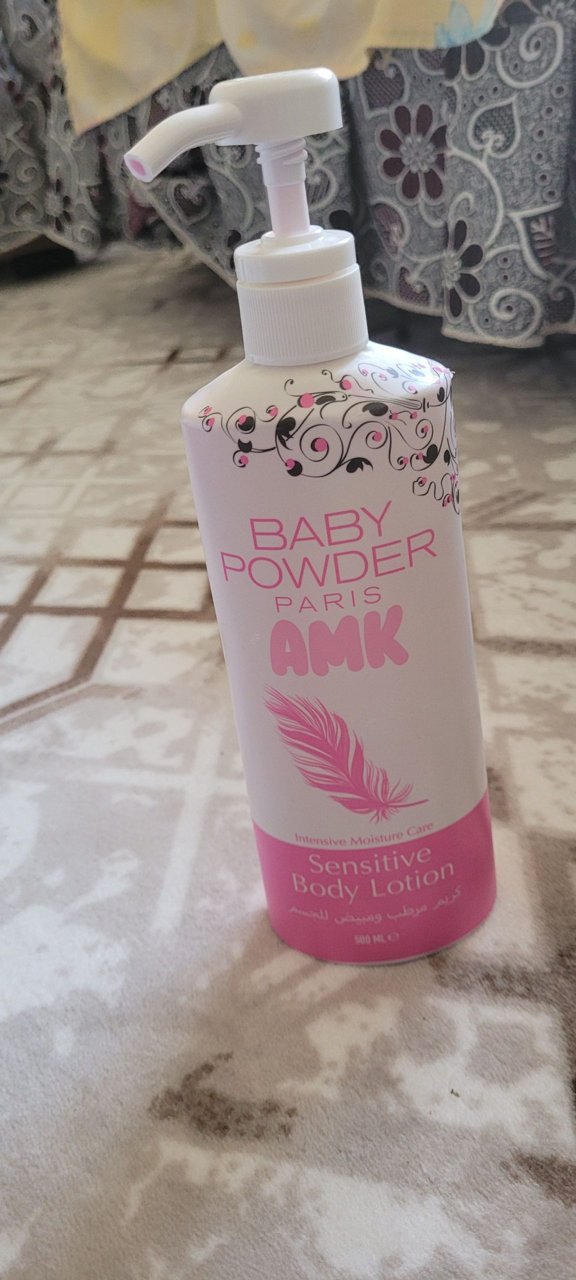 BABY
POWDER
PARIS
AMK
Intensive Moisture Care
Sensitive
Body Lotion
كريم مرطب ومبيض للجسم
500 ML ℮